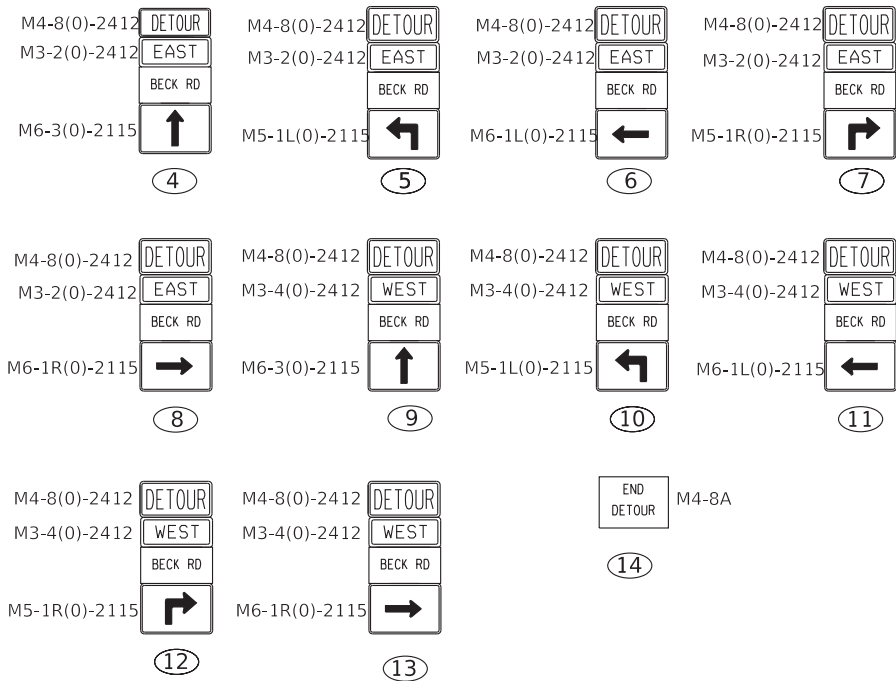 M4-8(0)-2412 DETOUR
M3-2(0)-2412 EAST
BECK RD
M6-3(0)-2115
4
M4-8(0)-2412 DETOUR
M3-2(0)-2412 EAST
BECK RD
M5-1L(0)-2115
5
M4-8(0)-2412 DETOUR
M3-2(0)-2412 EAST
BECK RD
M6-1L(0)-2115
6
M4-8(0)-2412 DETOUR
M3-2(0)-2412 EAST
BECK RD
M5-1R(0)-2115
7
M4-8(0)-2412 DETOUR
M3-2(0)-2412 EAST
BECK RD
M6-1R(0)-2115
8
M4-8(0)-2412 DETOUR
M3-4(0)-2412 WEST
BECK RD
M6-3(0)-2115
9
M4-8(0)-2412 DETOUR
M3-4(0)-2412 WEST
BECK RD
M5-1L(0)-2115
10
M4-8(0)-2412 DETOUR
M3-4(0)-2412 WEST
BECK RD
M6-1L(0)-2115
11
M4-8(0)-2412 DETOUR
M3-4(0)-2412 WEST
BECK RD
M5-1R(0)-2115
12
M4-8(0)-2412 DETOUR
M3-4(0)-2412 WEST
BECK RD
M6-1R(0)-2115
13
END
DETOUR
M4-8A
14